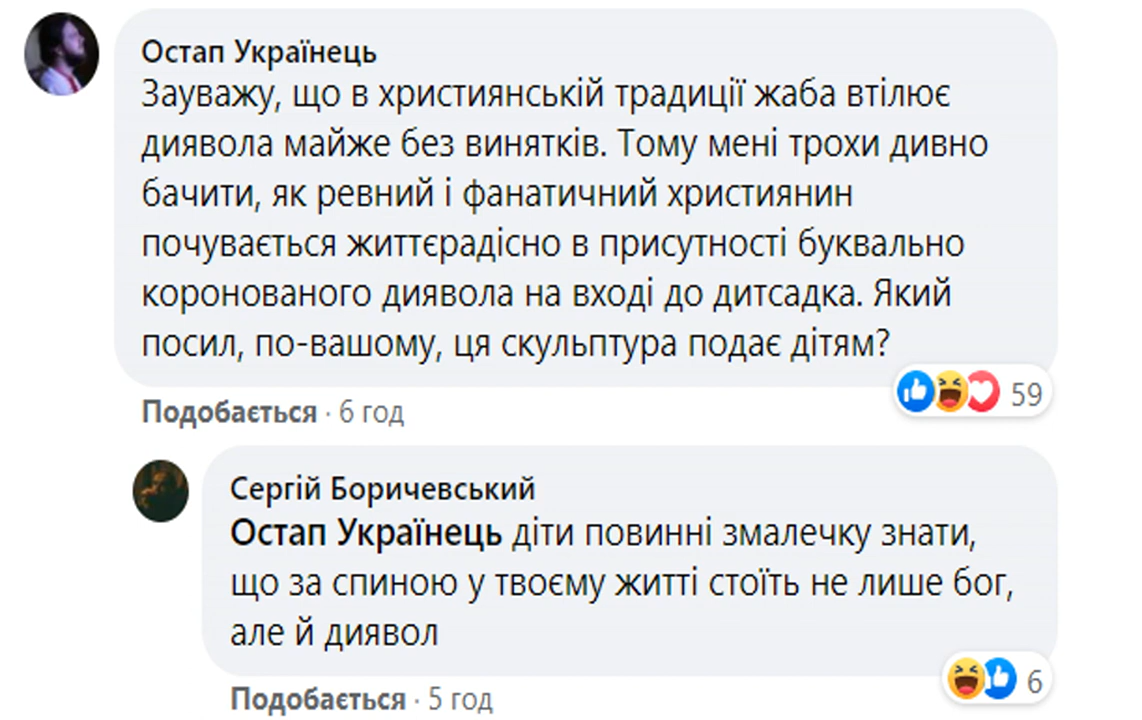 Остап Українець
Зауважу, що в християнській традиції жаба втілює
диявола майже без винятків. Тому мені трохи дивно
бачити, як ревний і фанатичний християнин
почувається життєрадісно в присутності буквально
коронованого диявола на вході до дитсадка. Який
посил, по-вашому, ця скульптура подає дітям?
59
Подобається · 6 год
Сергій Боричевський
Остап Українець діти повинні змалечку знати,
що за спиною у твоєму житті стоїть не лише бог,
але й диявол
6
Подобається · 5 год